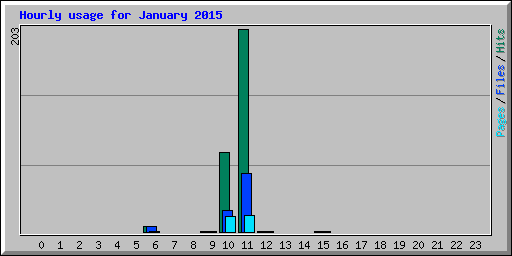 Hourly usage for January 2015
203
Pages/Files/Hits
0 1 2 3 4 5 6 7 8 9 10 11 12 13 14 15 16 17 18 19 20 21 22 23